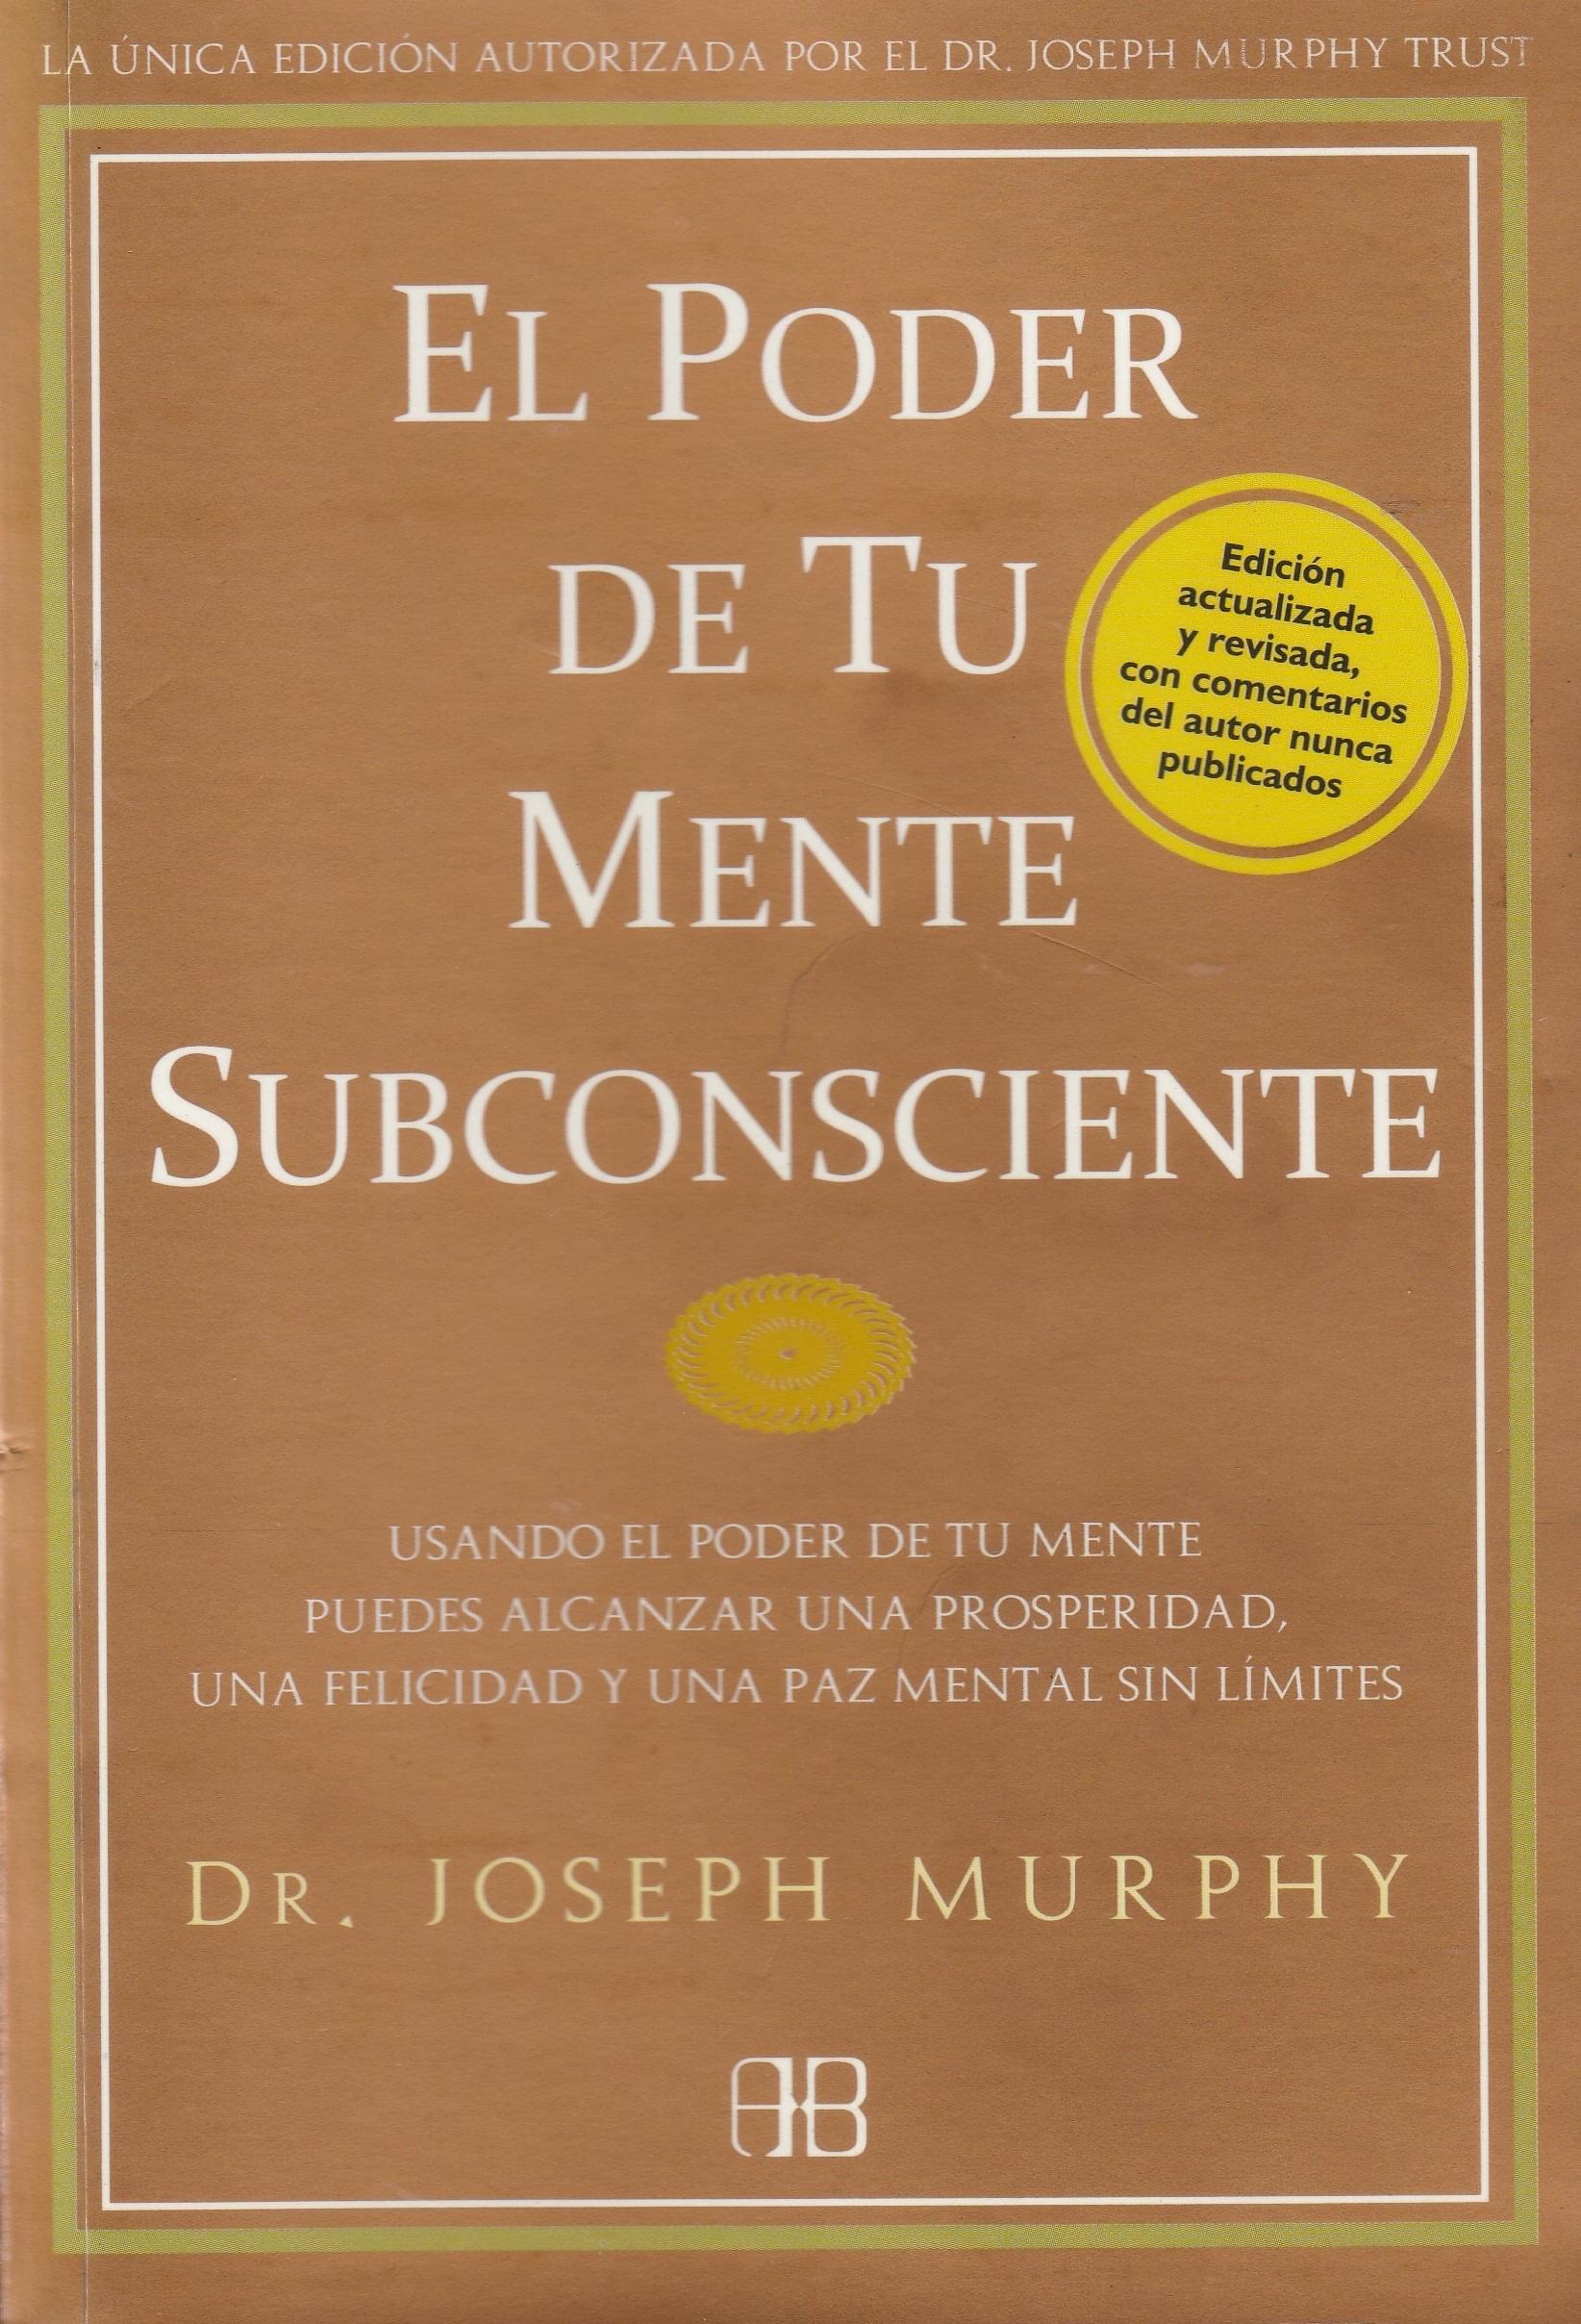 LA ÚNICA EDICIÓN AUTORIZADA POR EL DR. JOSEPH MURPHY TRUST
EL PODER
DE TU
MENTE
SUBCONSCIENTE
Edición
actualizada
y revisada,
con comentarios
del autor nunca
publicados
USANDO EL PODER DE TU MENTE
PUEDES ALCANZAR UNA PROSPERIDAD,
UNA FELICIDAD Y UNA PAZ MENTAL SIN LÍMITES
DR. JOSEPH MURPHY
AB